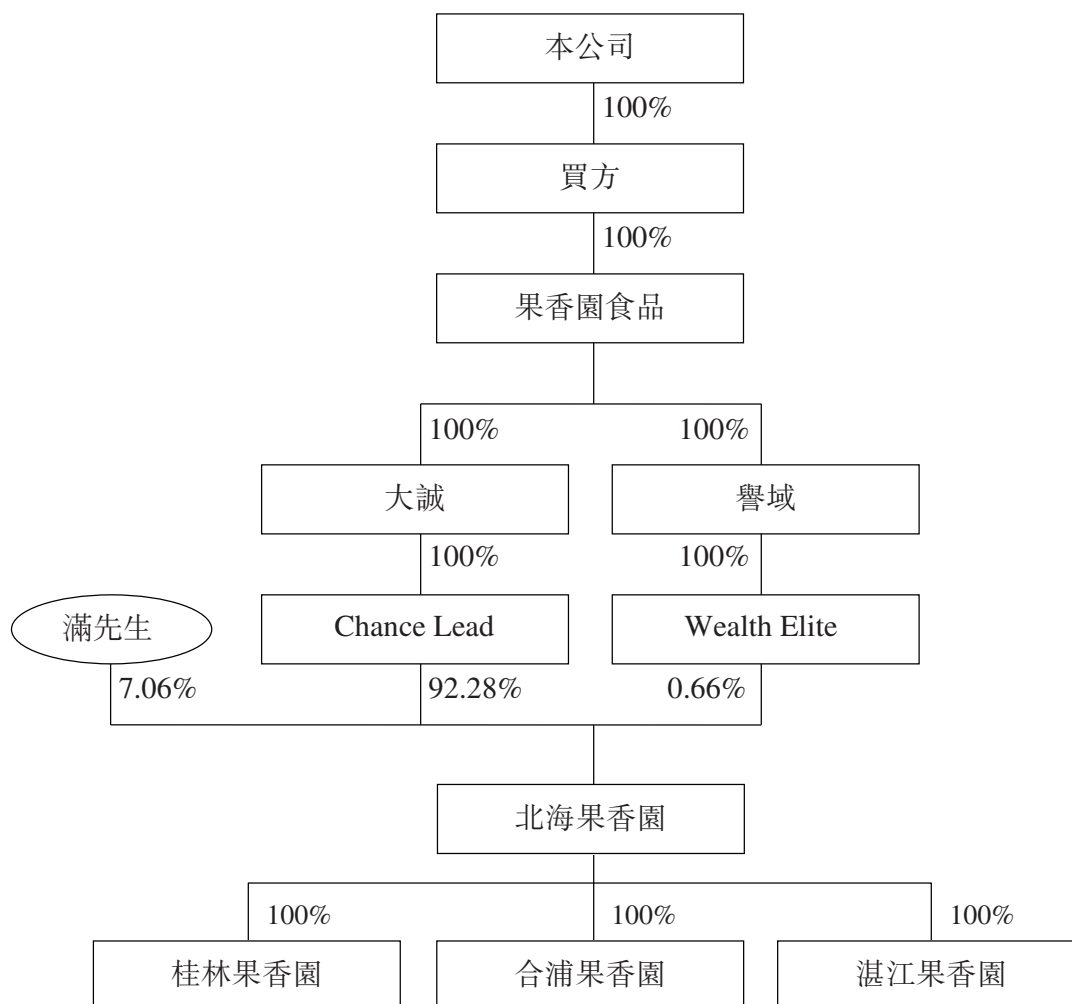 本公司
100%
買方
100%
果香園食品
100%
100%
大誠
譽域
100%
100%
滿先生
Chance Lead
Wealth Elite
7.06%
92.28%
0.66%
北海果香園
100%
100%
100%
桂林果香園
合浦果香園
湛江果香園